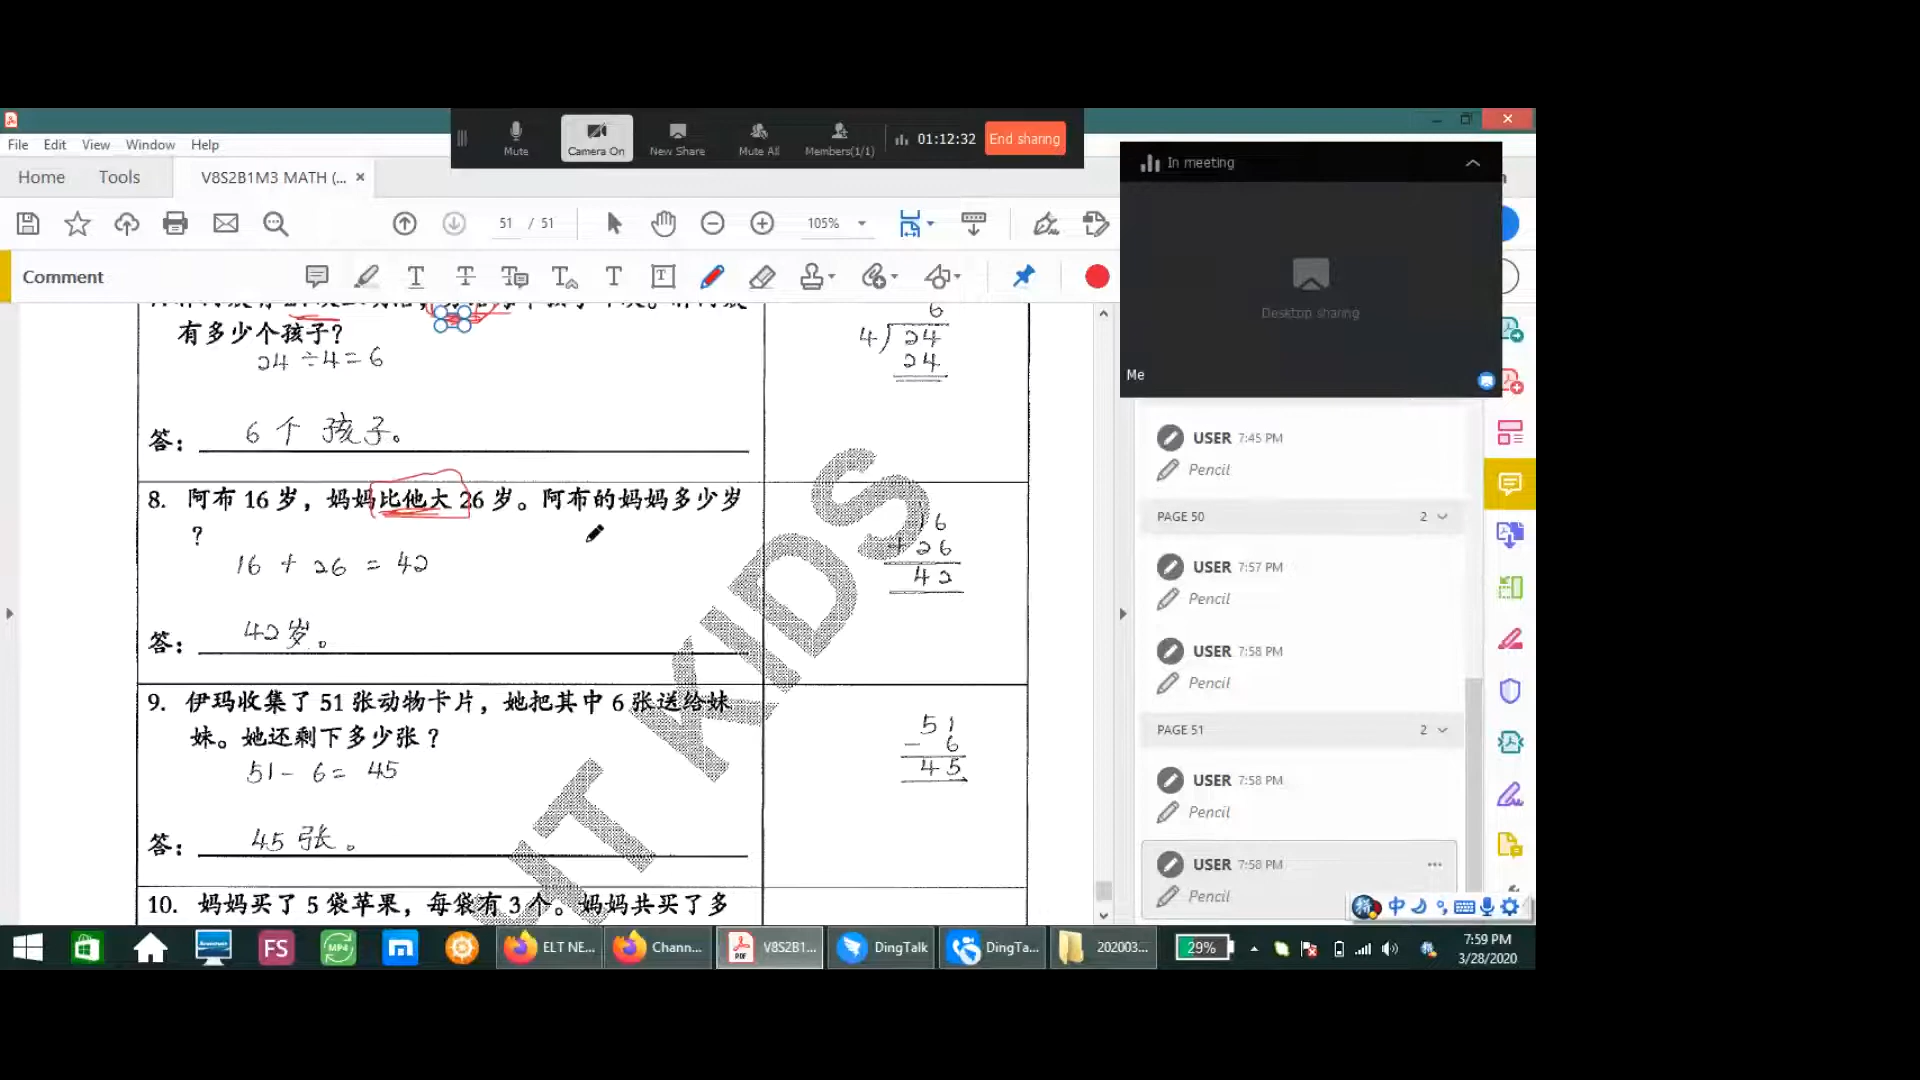 Mute
Camera On
New Share
Mute All
Members(1/1)
01:12:32
End sharing
File Edit View Window Help
In meeting
Home Tools V8S2B1M3 MATH (...
51 / 51
105%
Comment
Desktop sharing
Me
有多少个孩子?
24 ÷4=6
6
4 24
24
答: 6个 孩子。
8. 阿布 16 岁，妈妈比他大 26 岁。阿布的妈妈多少岁
?
16 + 26 = 42
16
+ 26
42
答: 42岁。
9. 伊玛收集了 51 张动物卡片，她把其中 6 张送给妹
妹。她还剩下多少张?
51- 6= 45
51
- 6
45
答: 45 张。
10. 妈妈买了 5 袋苹果，每袋有 3 个。妈妈共买了多
UT KIDS
USER 7:45 PM
Pencil
PAGE 50 2
USER 7:57 PM
Pencil
USER 7:58 PM
Pencil
PAGE 51 2
USER 7:58 PM
Pencil
USER 7:58 PM
Pencil
中
FS
MP4
ELT NE...
Chann...
PDF
V8S2B1...
DingTalk
DingTa...
202003...
29%
7:59 PM
3/28/2020